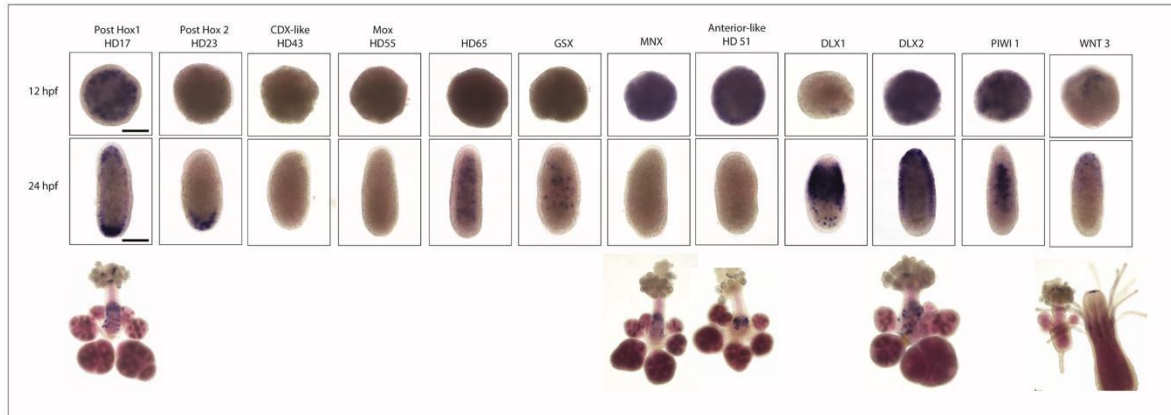 Post Hox1
HD17
Post Hox 2
HD23
CDX-like
HD43
Mox
HD55
HD65
GSX
MNX
Anterior-like
HD 51
DLX1
DLX2
PIWI 1
WNT 3
12 hpf
24 hpf